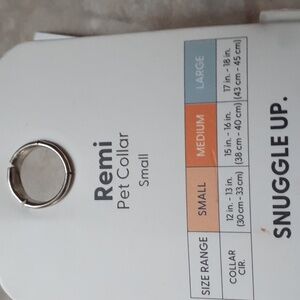 Remi
Pet Collar
Small
SIZE RANGE SMALL MEDIUM LARGE
COLLAR CIR. 12 in. - 13 in. (30 cm - 33 cm) 15 in. - 16 in. (38 cm - 40 cm) 17 in. - 18 in. (43 cm - 45 cm)
SNUGGLE UP.